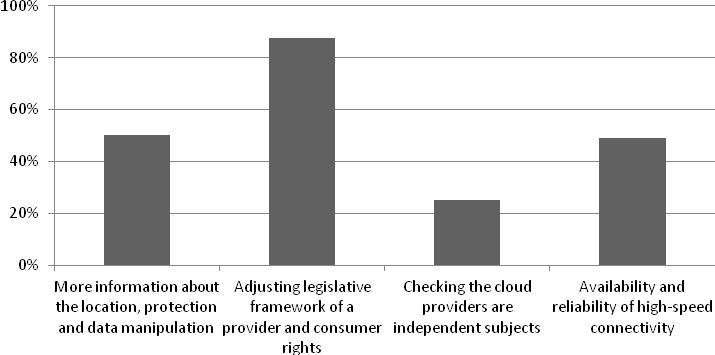 100%
80%
60%
40%
20%
0%
More information about
the location, protection
and data manipulation
Adjusting legislative
framework of a
provider and consumer
rights
Checking the cloud
providers are
independent subjects
Availability and
reliability of high-speed
connectivity